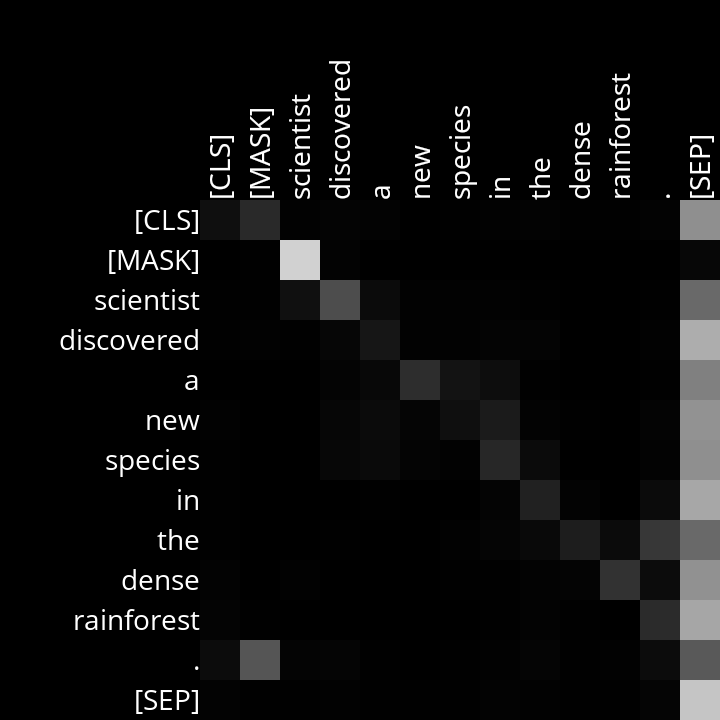 [CLS] [MASK] scientist discovered a new species in the dense rainforest . [SEP]
[CLS]
[MASK]
scientist
discovered
a
new
species
in
the
dense
rainforest
.
[SEP]